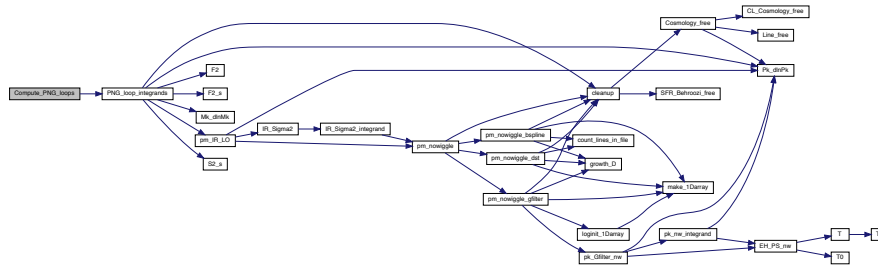 Compute_PNG_loops
PNG_loop_integrands
F2
F2_s
Mk_dlnMk
pm_IR_LO
S2_s
IR_Sigma2
IR_Sigma2_integrand
pm_nowiggle
pm_nowiggle_bspline
pm_nowiggle_dst
pm_nowiggle_gfilter
cleanup
count_lines_in_file
growth_D
loginit_1Darray
pk_Gfilter_nw
Cosmology_free
SFR_Behroozi_free
make_1Darray
pk_nw_integrand
CL_Cosmology_free
Line_free
Pk_dlnPk
EH_PS_nw
T
T0